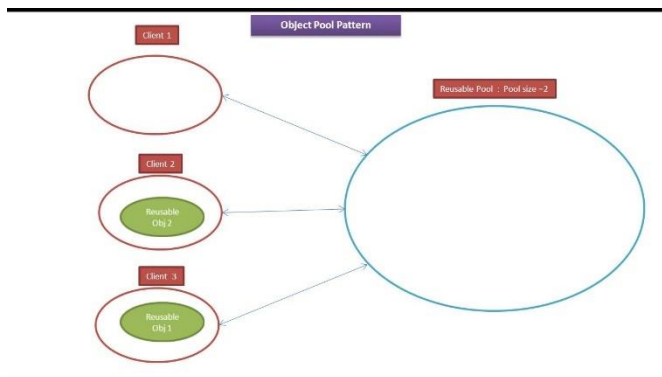 Object Pool Pattern
Client 1
Reusable Pool : Pool size –2
Client 2
Reusable
Obj 2
Client 3
Reusable
Obj 1